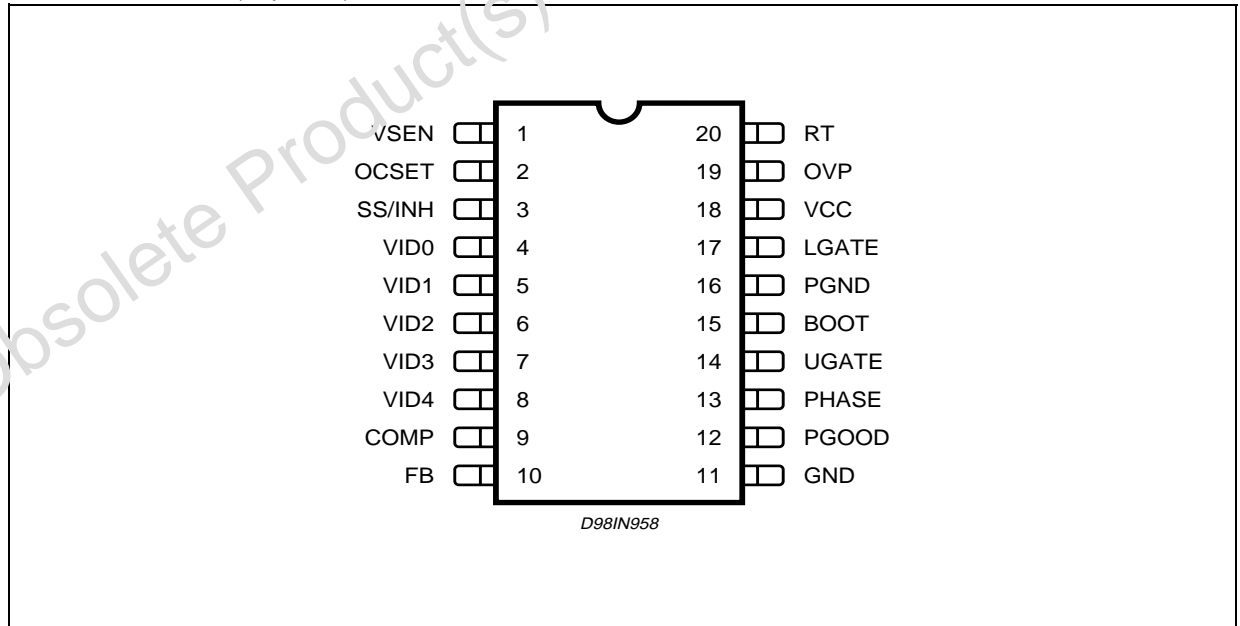 VSEN 1 20 RT
OCSET 2 19 OVP
SS/INH 3 18 VCC
VID0 4 17 LGATE
VID1 5 16 PGND
VID2 6 15 BOOT
VID3 7 14 UGATE
VID4 8 13 PHASE
COMP 9 12 PGOOD
FB 10 11 GND
D98IN958
Obsolete Product(s)